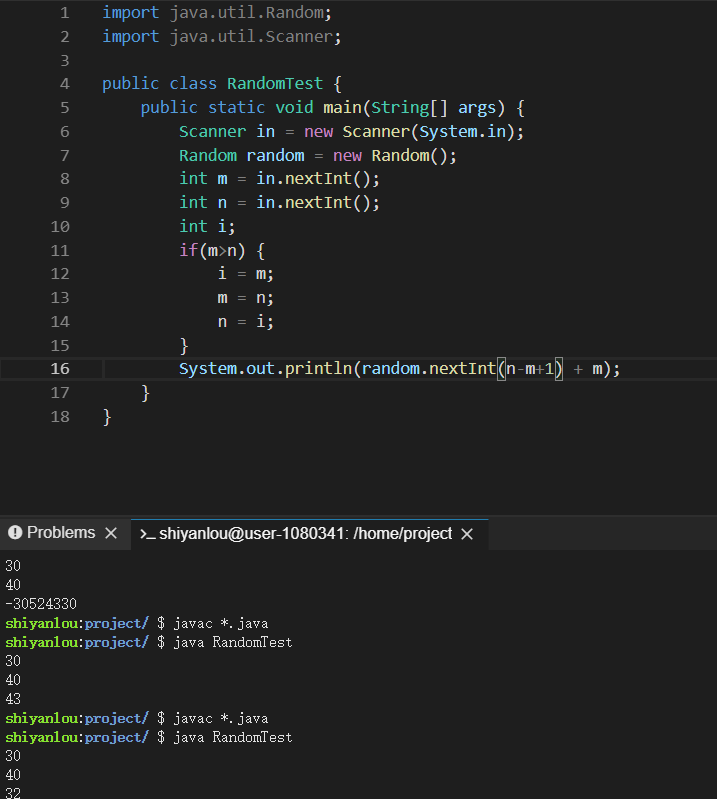 1 import java.util.Random;
2 import java.util.Scanner;
3
4 public class RandomTest {
5 public static void main(String[] args) {
6 Scanner in = new Scanner(System.in);
7 Random random = new Random();
8 int m = in.nextInt();
9 int n = in.nextInt();
10 int i;
11 if(m>n) {
12 i = m;
13 m = n;
14 n = i;
15 }
16 System.out.println(random.nextInt(n-m+1) + m);
17 }
18 }
Problems shiyanlou@user-1080341: /home/project
30
40
-30524330
shiyanlou:project/ $ javac *.java
shiyanlou:project/ $ java RandomTest
30
40
43
shiyanlou:project/ $ javac *.java
shiyanlou:project/ $ java RandomTest
30
40
32